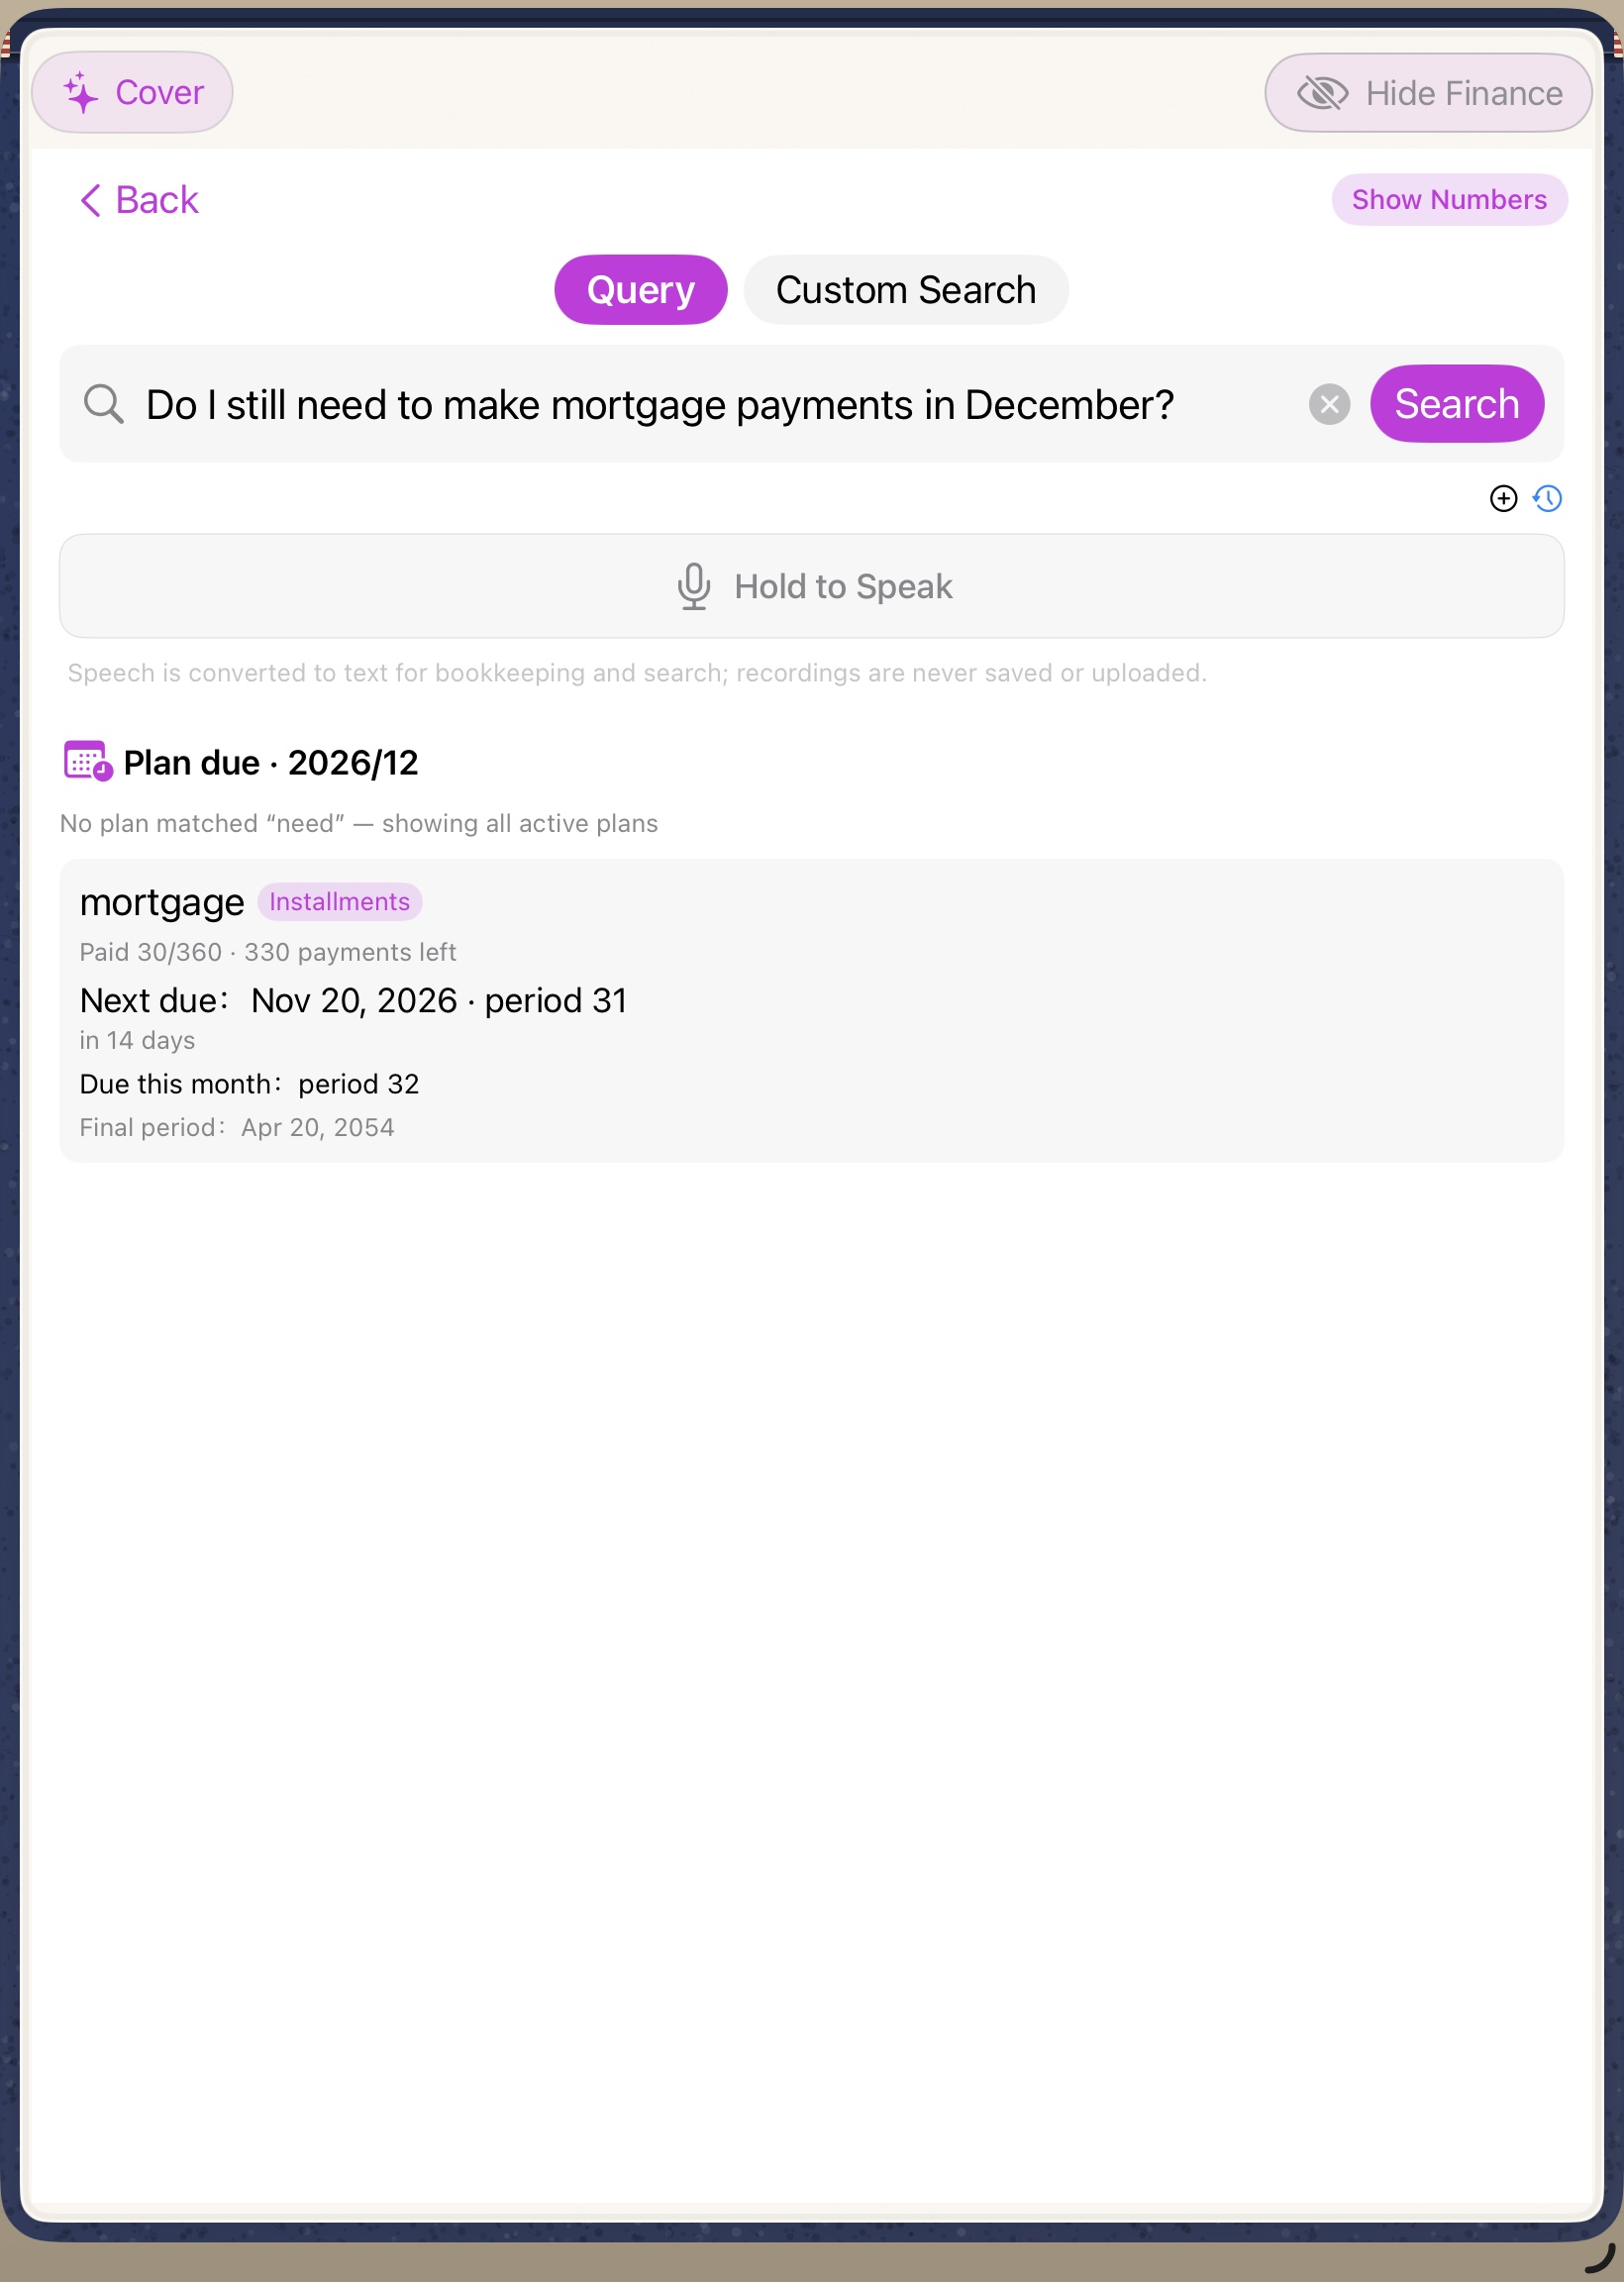 Cover
Hide Finance
Back
Show Numbers
Query
Custom Search
Do I still need to make mortgage payments in December?
Search
Hold to Speak
Speech is converted to text for bookkeeping and search; recordings are never saved or uploaded.
Plan due · 2026/12
No plan matched “need” — showing all active plans
mortgage Installments
Paid 30/360 · 330 payments left
Next due： Nov 20, 2026 · period 31
in 14 days
Due this month： period 32
Final period： Apr 20, 2054